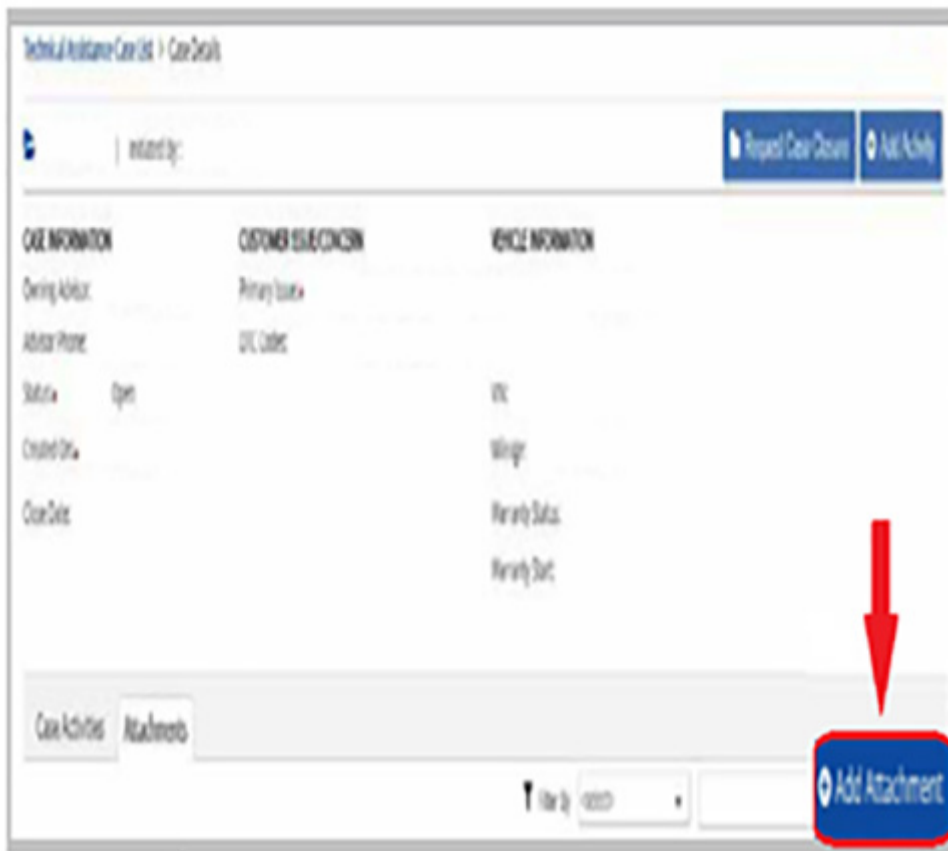 Technical Assistance Case List > Case Details
| Initiated by:
Request Case Closure Add Activity
CASE INFORMATION CUSTOMER ISSUE/CONCERN VEHICLE INFORMATION
Owning Advisor: Primary Issue
Advisor Phone: DTC Codes:
Status Open VIN:
Created On Mileage:
Close Date: Warranty Status:
Warranty Start:
Case Activities Attachments
Filter By <SELECT>
Add Attachment